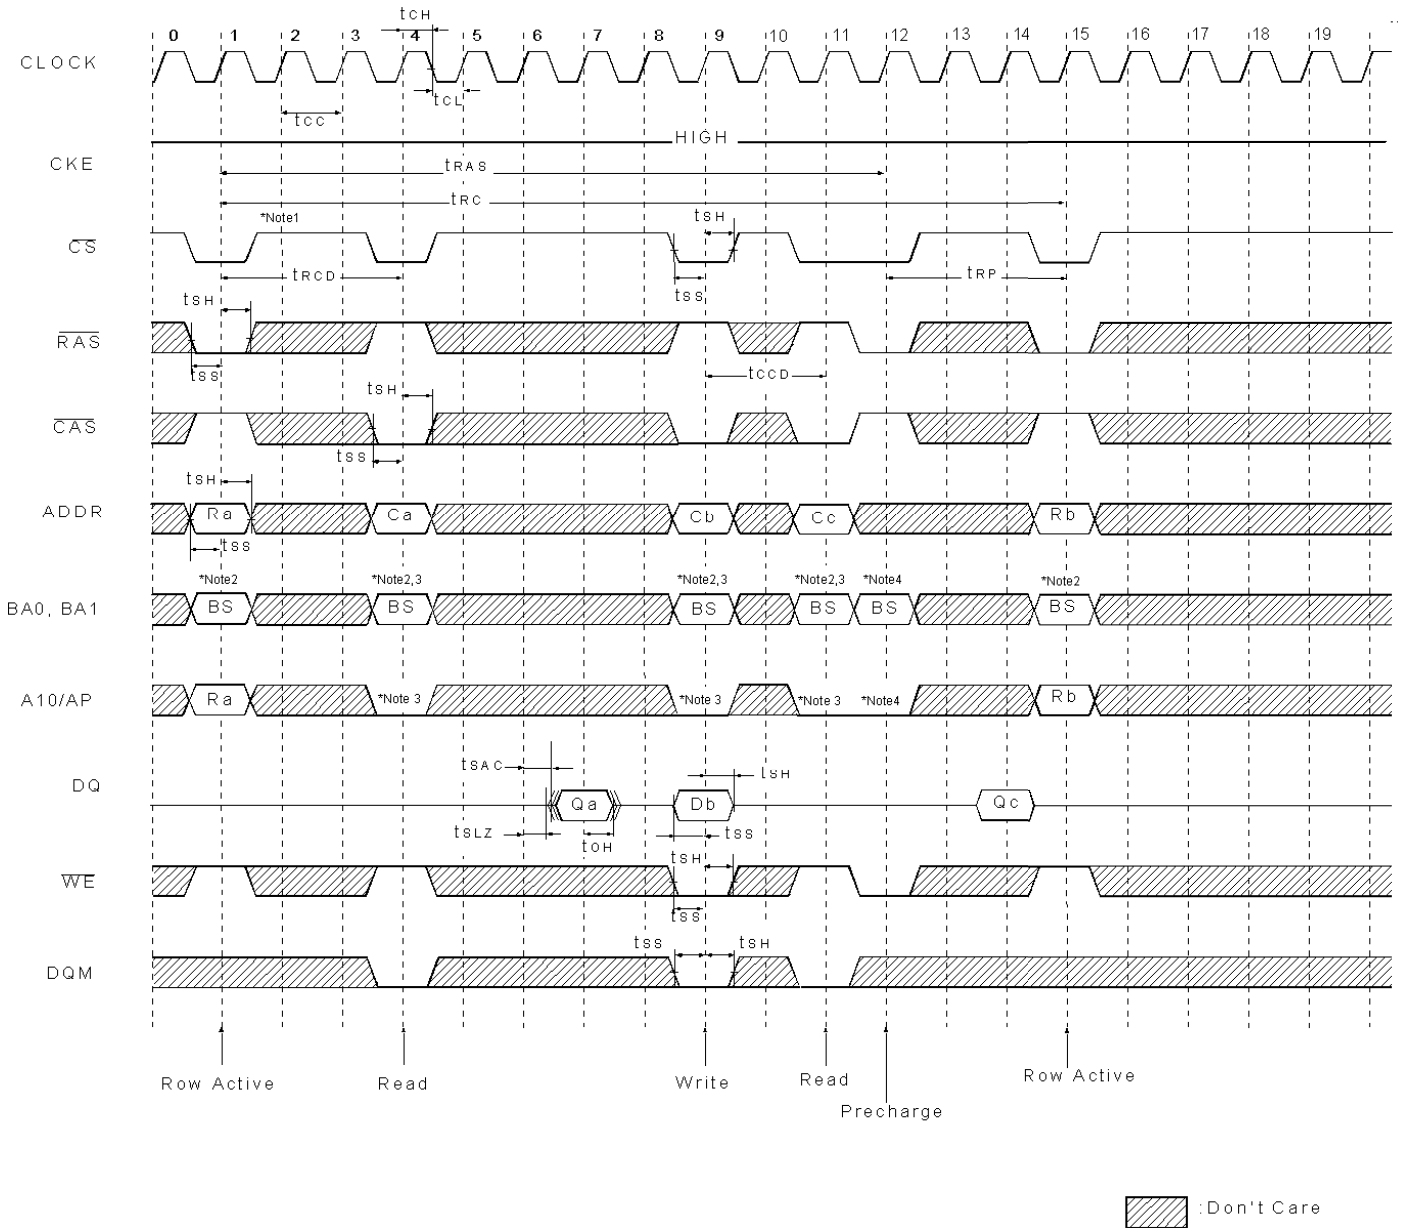 tCH
0 1 2 3 4 5 6 7 8 9 10 11 12 13 14 15 16 17 18 19
CLOCK
tCL
tCC
HIGH
CKE
tRAS
tRC
*Note1
tSH
CS
tRCD
tRP
tSS
tSH
RAS
tSS
tCCD
tSH
CAS
tSS
tSH
ADDR
Ra Ca Cb Cc Rb
tSS
*Note2 *Note2,3 *Note2,3 *Note2,3 *Note4 *Note2
BA0, BA1
BS BS BS BS BS BS
A10/AP
Ra *Note 3 *Note 3 *Note 3 *Note4 Rb
tSAC
tSH
DQ
Qa Db Qc
tSLZ
tOH
tSS
tSH
WE
tSS
tSS tSH
DQM
Row Active Read Write Read Row Active
Precharge
:Don't Care